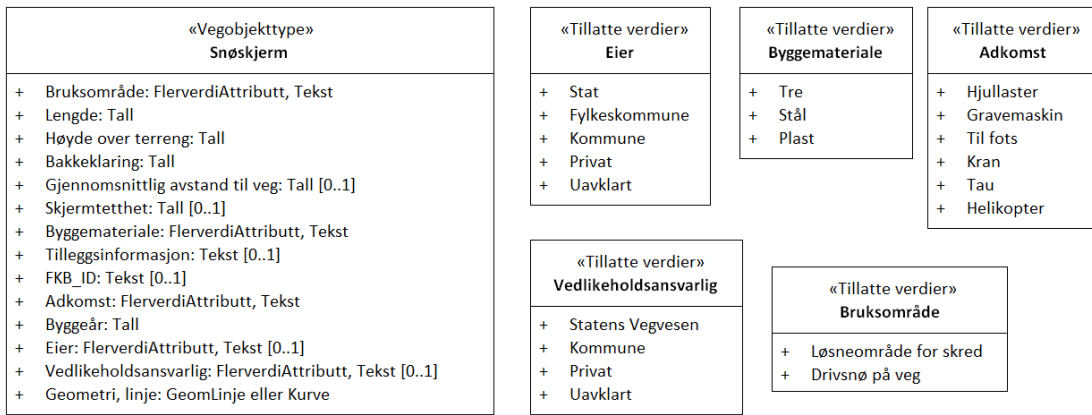 «Vegobjekttype»
Snøskjerm
+ Bruksområde: FlerverdiAttributt, Tekst
+ Lengde: Tall
+ Høyde over terreng: Tall
+ Bakkeklaring: Tall
+ Gjennomsnittlig avstand til veg: Tall [0..1]
+ Skjermtetthet: Tall [0..1]
+ Byggemateriale: FlerverdiAttributt, Tekst
+ Tilleggsinformasjon: Tekst [0..1]
+ FKB_ID: Tekst [0..1]
+ Adkomst: FlerverdiAttributt, Tekst
+ Byggeår: Tall
+ Eier: FlerverdiAttributt, Tekst [0..1]
+ Vedlikeholdsansvarlig: FlerverdiAttributt, Tekst [0..1]
+ Geometri, linje: GeomLinje eller Kurve
«Tillatte verdier»
Eier
+ Stat
+ Fylkeskommune
+ Kommune
+ Privat
+ Uavklart
«Tillatte verdier»
Byggemateriale
+ Tre
+ Stål
+ Plast
«Tillatte verdier»
Adkomst
+ Hjullaster
+ Gravemaskin
+ Til fots
+ Kran
+ Tau
+ Helikopter
«Tillatte verdier»
Vedlikeholdsansvarlig
+ Statens Vegvesen
+ Kommune
+ Privat
+ Uavklart
«Tillatte verdier»
Bruksområde
+ Løsneområde for skred
+ Drivsnø på veg